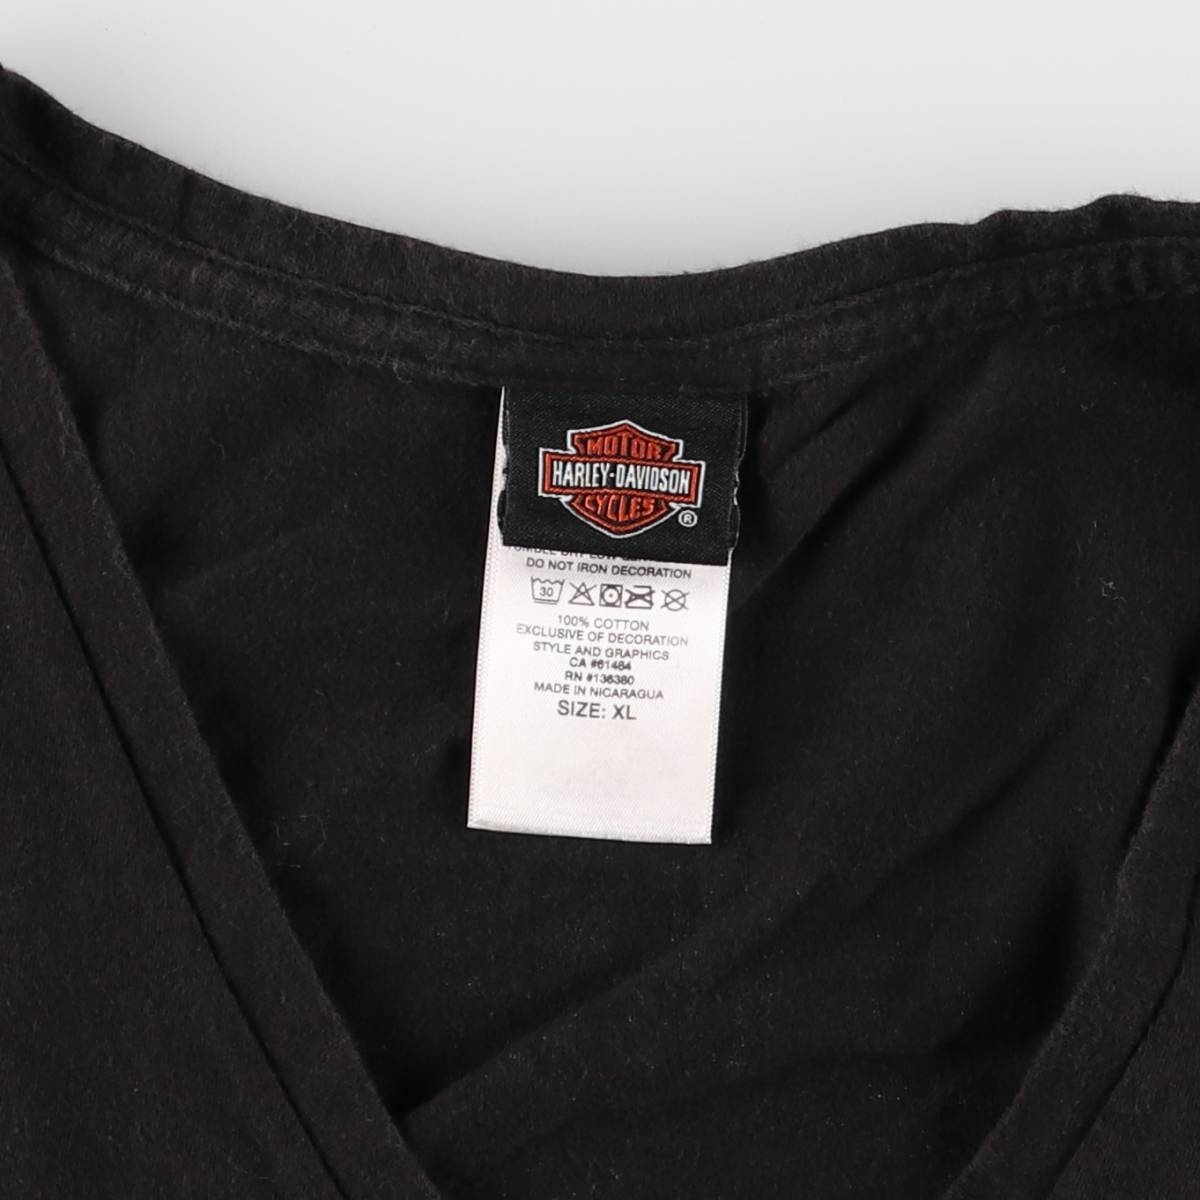 MOTOR
HARLEY-DAVIDSON
CYCLES
®
DO NOT IRON DECORATION
30
100% COTTON
EXCLUSIVE OF DECORATION
STYLE AND GRAPHICS
CA #61484
RN #136380
MADE IN NICARAGUA
SIZE: XL